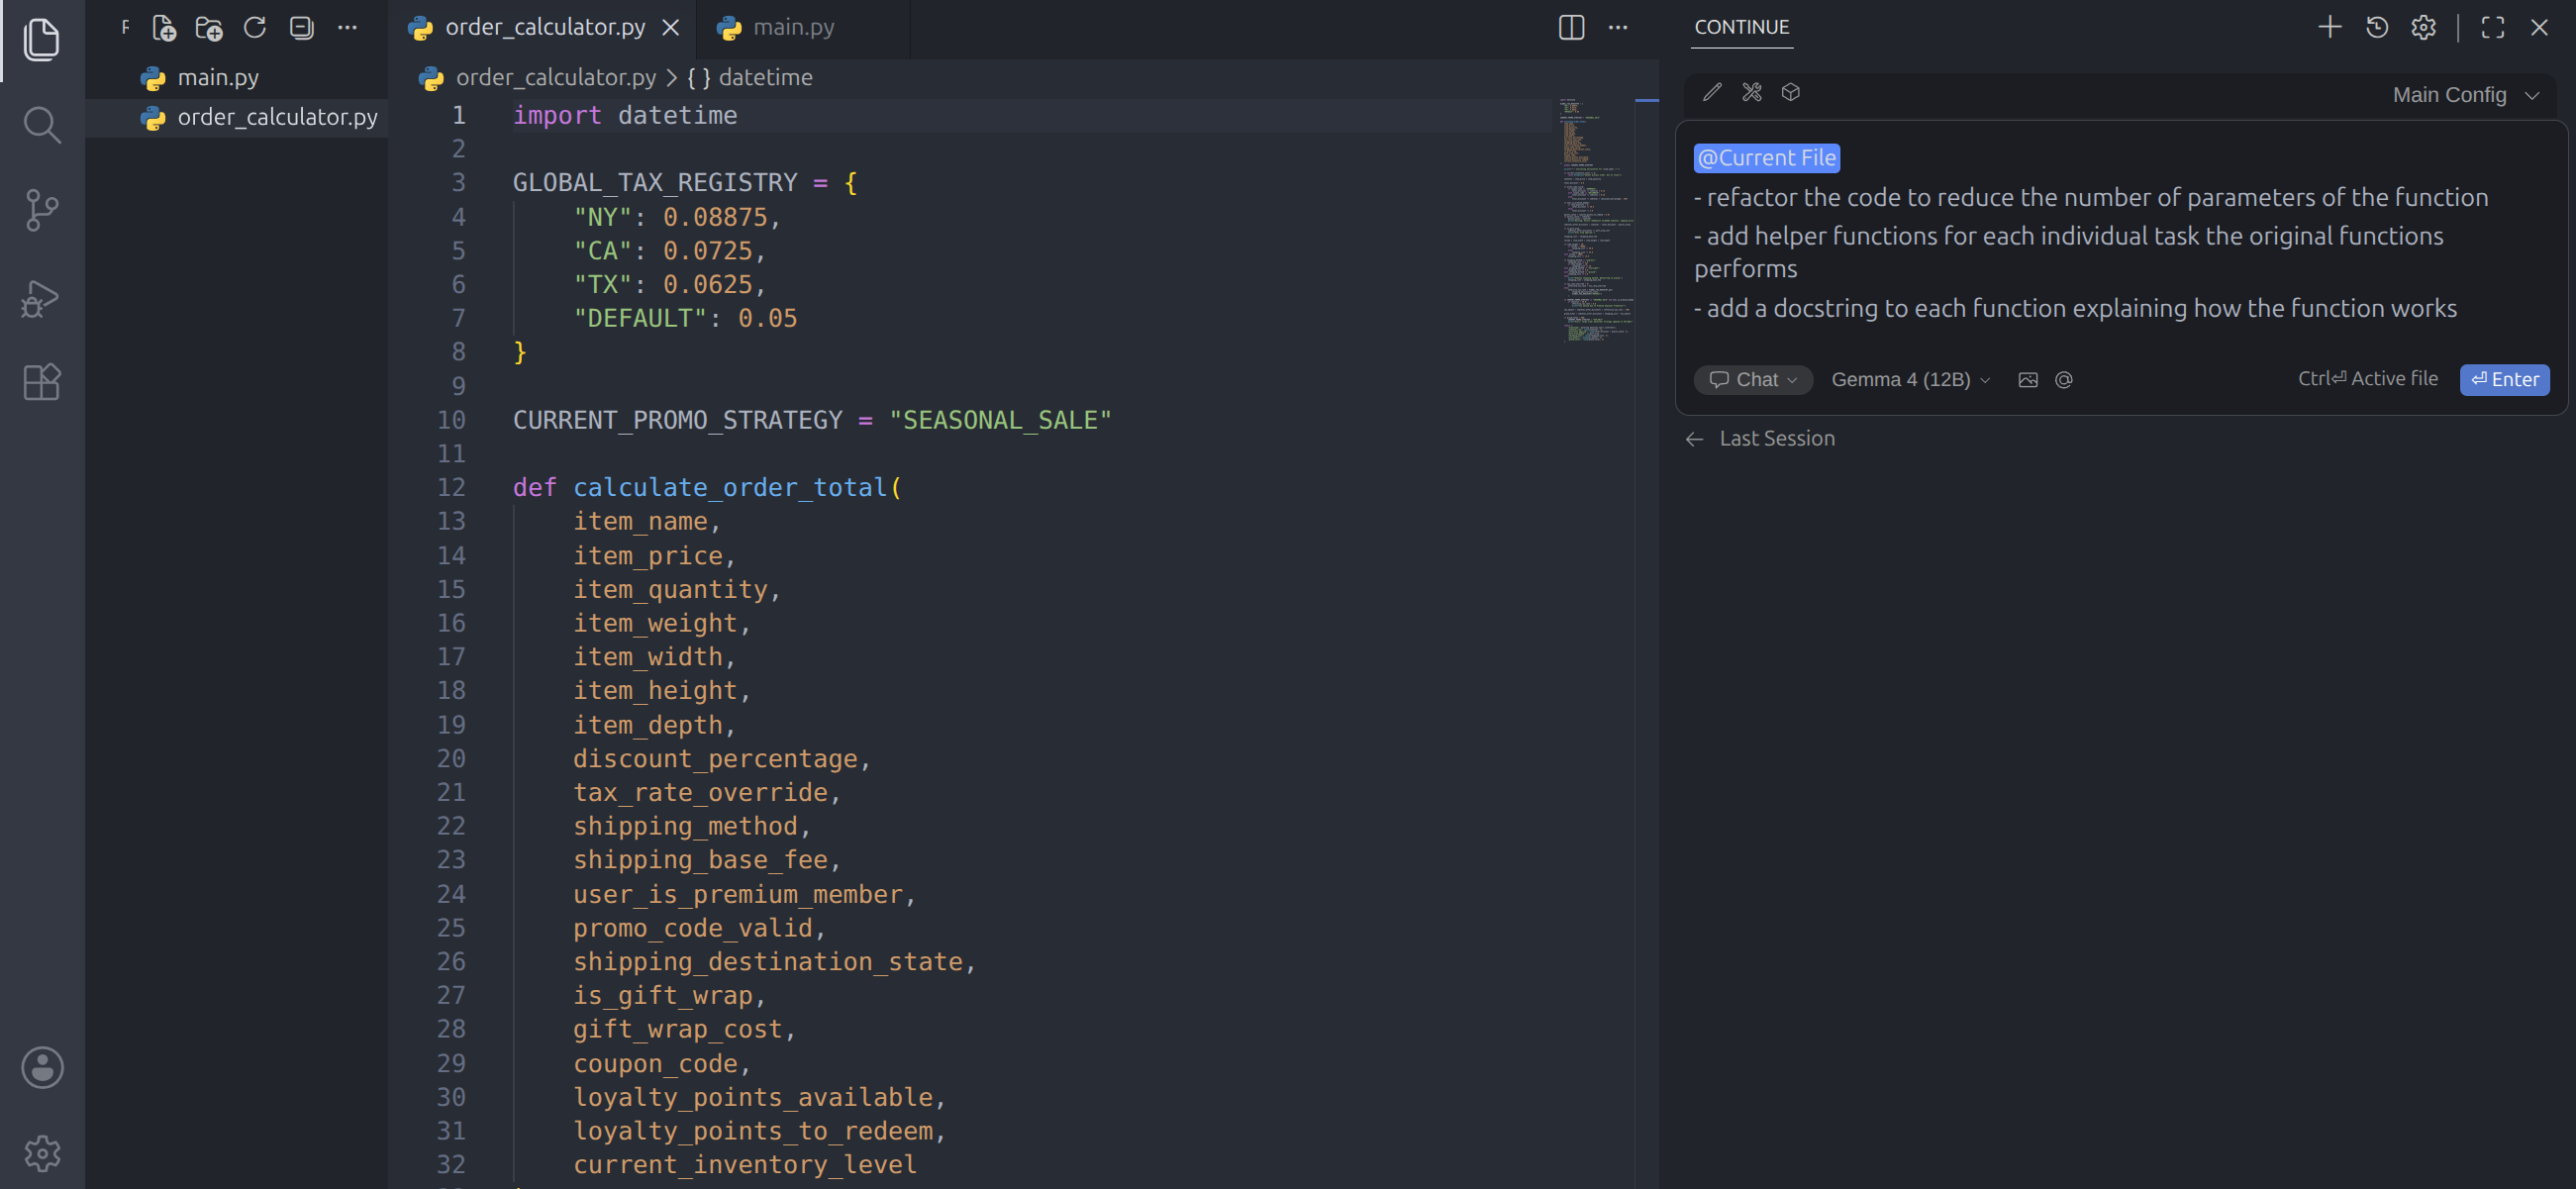 F
order_calculator.py
main.py
main.py
order_calculator.py
order_calculator.py > { } datetime
1 import datetime
2
3 GLOBAL_TAX_REGISTRY = {
4 "NY": 0.08875,
5 "CA": 0.0725,
6 "TX": 0.0625,
7 "DEFAULT": 0.05
8 }
9
10 CURRENT_PROMO_STRATEGY = "SEASONAL_SALE"
11
12 def calculate_order_total(
13 item_name,
14 item_price,
15 item_quantity,
16 item_weight,
17 item_width,
18 item_height,
19 item_depth,
20 discount_percentage,
21 tax_rate_override,
22 shipping_method,
23 shipping_base_fee,
24 user_is_premium_member,
25 promo_code_valid,
26 shipping_destination_state,
27 is_gift_wrap,
28 gift_wrap_cost,
29 coupon_code,
30 loyalty_points_available,
31 loyalty_points_to_redeem,
32 current_inventory_level
CONTINUE
Main Config
@Current File
- refactor the code to reduce the number of parameters of the function
- add helper functions for each individual task the original functions
performs
- add a docstring to each function explaining how the function works
Chat Gemma 4 (12B) Ctrl⏎ Active file ⏎ Enter
Last Session